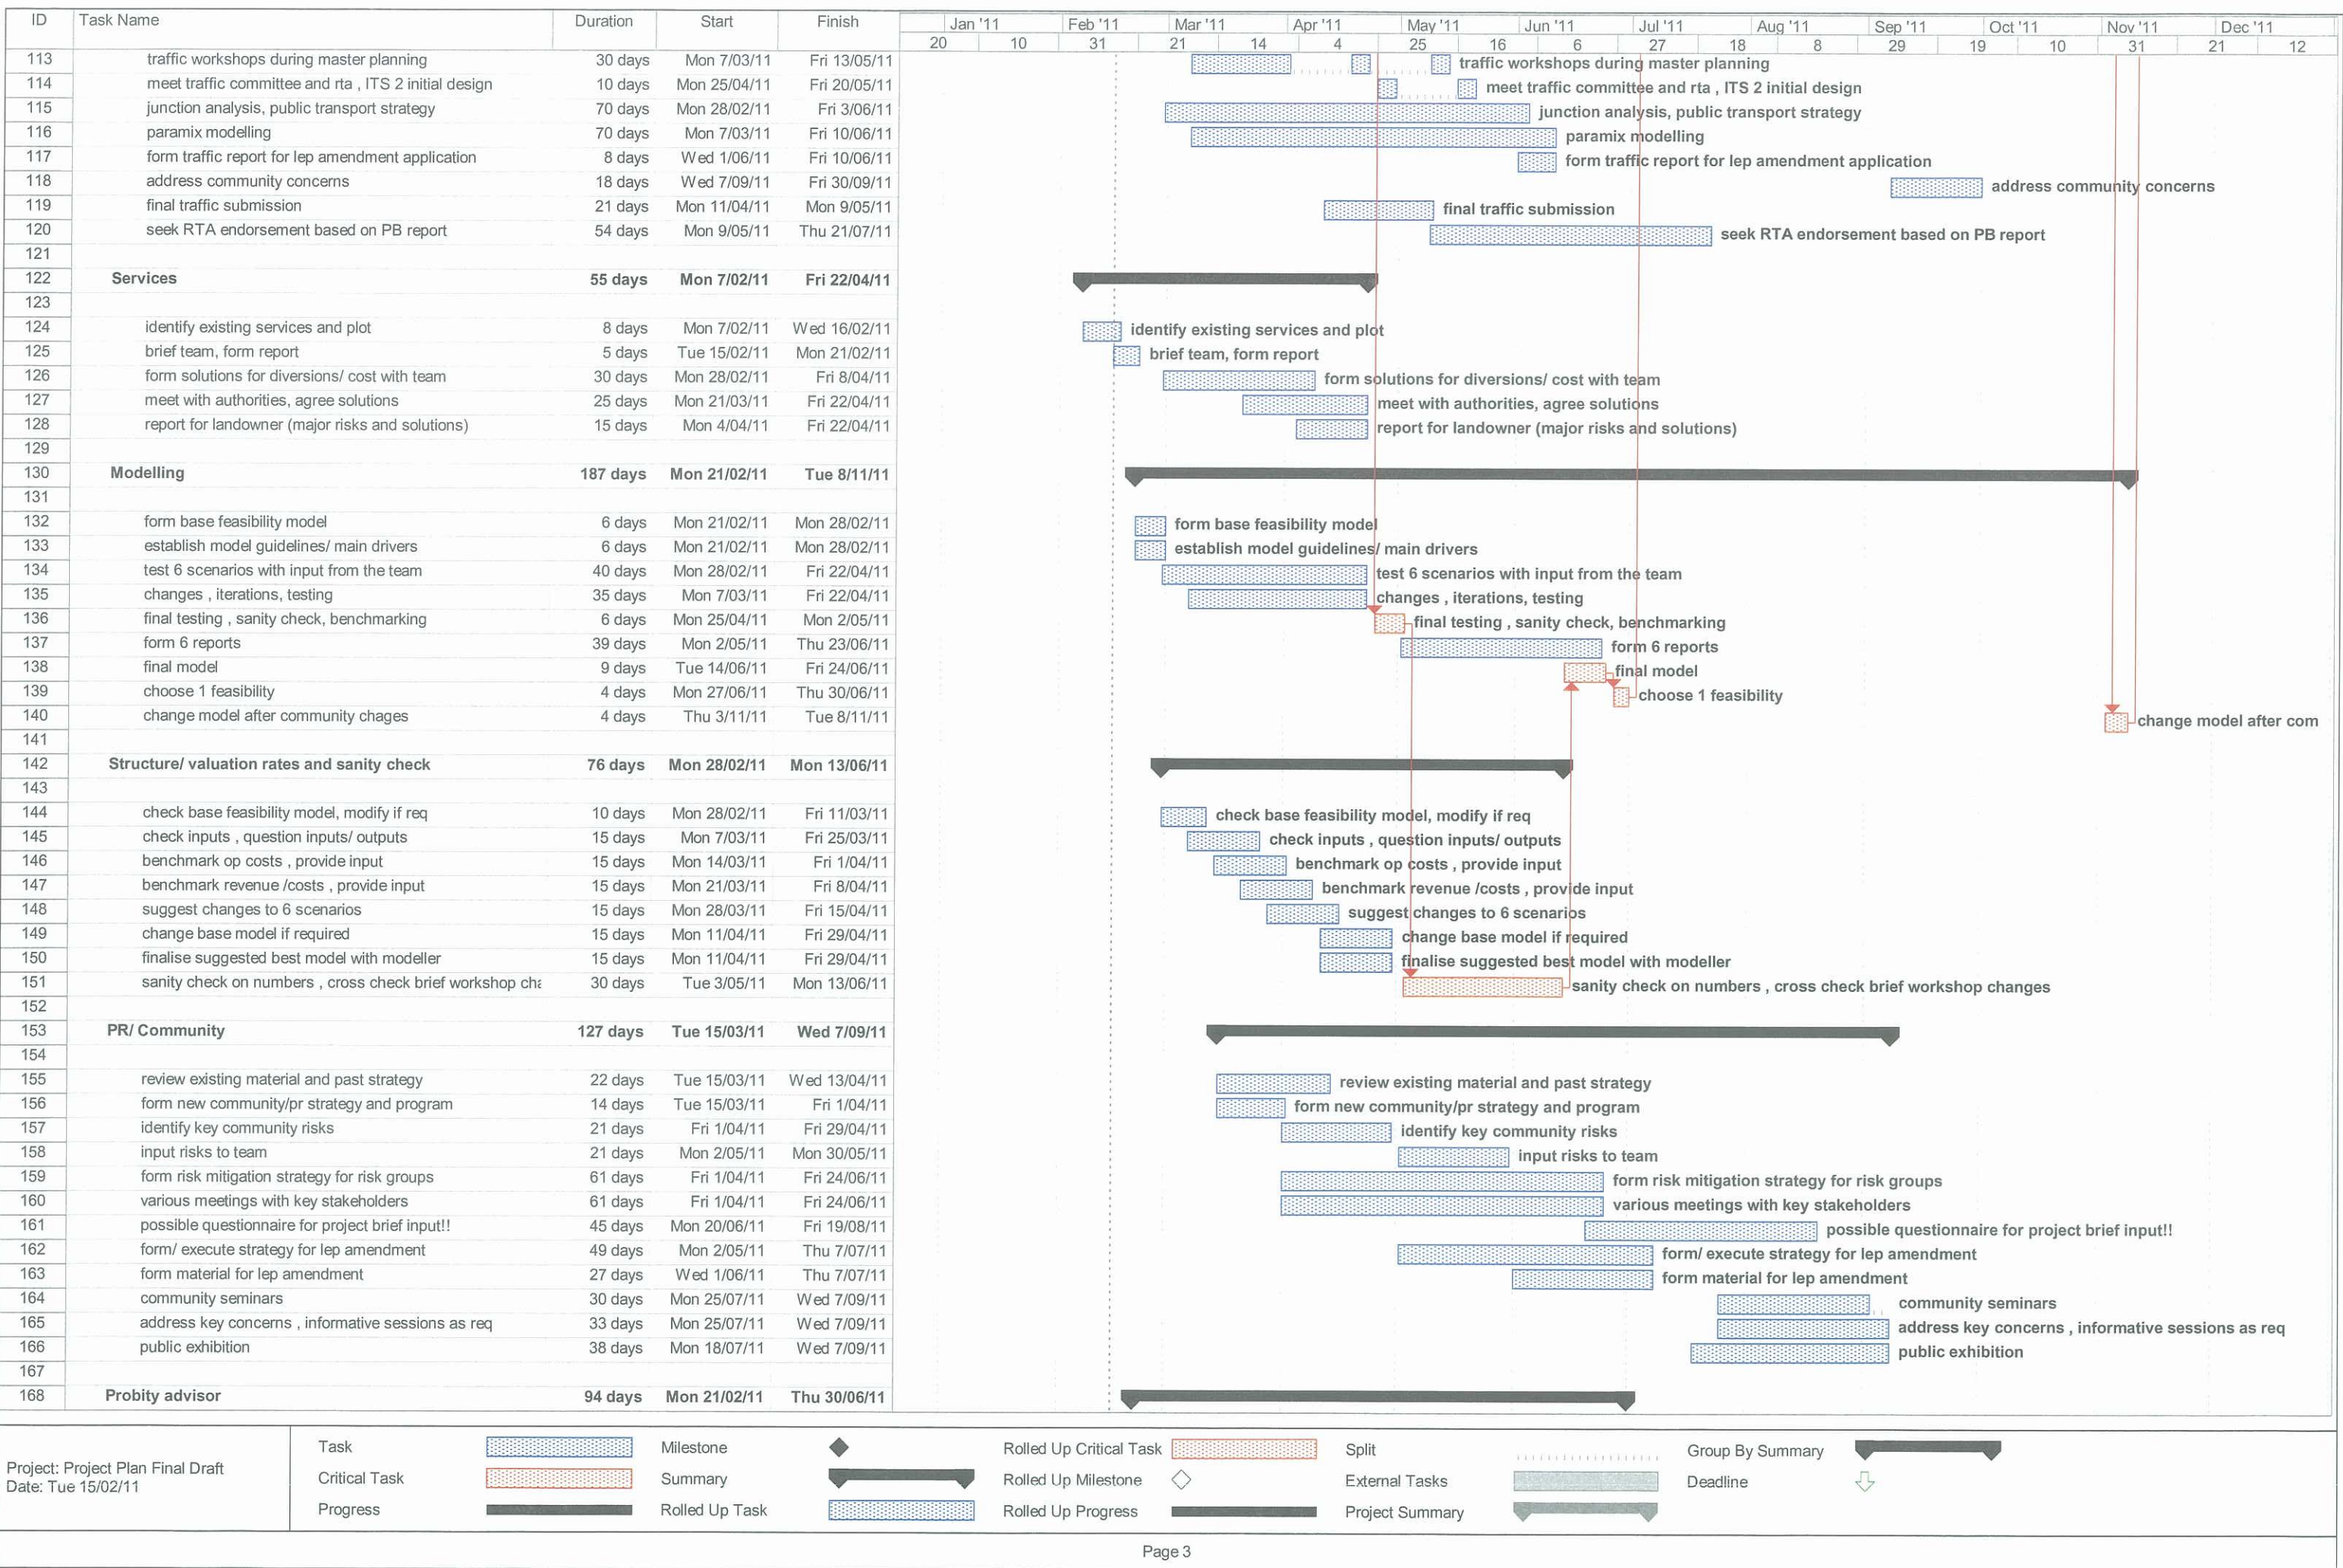 ID Task Name Duration Start Finish Jan '11 Feb '11 Mar '11 Apr '11 May '11 Jun '11 Jul '11 Aug '11 Sep '11 Oct '11 Nov '11 Dec '11
20 10 31 21 14 4 25 16 6 27 18 8 29 19 10 31 21 12
113 traffic workshops during master planning 30 days Mon 7/03/11 Fri 13/05/11 traffic workshops during master planning
114 meet traffic committee and rta , ITS 2 initial design 10 days Mon 25/04/11 Fri 20/05/11 meet traffic committee and rta , ITS 2 initial design
115 junction analysis, public transport strategy 70 days Mon 28/02/11 Fri 3/06/11 junction analysis, public transport strategy
116 paramix modelling 70 days Mon 7/03/11 Fri 10/06/11 paramix modelling
117 form traffic report for lep amendment application 8 days Wed 1/06/11 Fri 10/06/11 form traffic report for lep amendment application
118 address community concerns 18 days Wed 7/09/11 Fri 30/09/11 address community concerns
119 final traffic submission 21 days Mon 11/04/11 Mon 9/05/11 final traffic submission
120 seek RTA endorsement based on PB report 54 days Mon 9/05/11 Thu 21/07/11 seek RTA endorsement based on PB report
121
122 Services 55 days Mon 7/02/11 Fri 22/04/11
123
124 identify existing services and plot 8 days Mon 7/02/11 Wed 16/02/11 identify existing services and plot
125 brief team, form report 5 days Tue 15/02/11 Mon 21/02/11 brief team, form report
126 form solutions for diversions/ cost with team 30 days Mon 28/02/11 Fri 8/04/11 form solutions for diversions/ cost with team
127 meet with authorities, agree solutions 25 days Mon 21/03/11 Fri 22/04/11 meet with authorities, agree solutions
128 report for landowner (major risks and solutions) 15 days Mon 4/04/11 Fri 22/04/11 report for landowner (major risks and solutions)
129
130 Modelling 187 days Mon 21/02/11 Tue 8/11/11
131
132 form base feasibility model 6 days Mon 21/02/11 Mon 28/02/11 form base feasibility model
133 establish model guidelines/ main drivers 6 days Mon 21/02/11 Mon 28/02/11 establish model guidelines/ main drivers
134 test 6 scenarios with input from the team 40 days Mon 28/02/11 Fri 22/04/11 test 6 scenarios with input from the team
135 changes , iterations, testing 35 days Mon 7/03/11 Fri 22/04/11 changes , iterations, testing
136 final testing , sanity check, benchmarking 6 days Mon 25/04/11 Mon 2/05/11 final testing , sanity check, benchmarking
137 form 6 reports 39 days Mon 2/05/11 Thu 23/06/11 form 6 reports
138 final model 9 days Tue 14/06/11 Fri 24/06/11 final model
139 choose 1 feasibility 4 days Mon 27/06/11 Thu 30/06/11 choose 1 feasibility
140 change model after community chages 4 days Thu 3/11/11 Tue 8/11/11 change model after com
141
142 Structure/ valuation rates and sanity check 76 days Mon 28/02/11 Mon 13/06/11
143
144 check base feasibility model, modify if req 10 days Mon 28/02/11 Fri 11/03/11 check base feasibility model, modify if req
145 check inputs , question inputs/ outputs 15 days Mon 7/03/11 Fri 25/03/11 check inputs , question inputs/ outputs
146 benchmark op costs , provide input 15 days Mon 14/03/11 Fri 1/04/11 benchmark op costs , provide input
147 benchmark revenue /costs , provide input 15 days Mon 21/03/11 Fri 8/04/11 benchmark revenue /costs , provide input
148 suggest changes to 6 scenarios 15 days Mon 28/03/11 Fri 15/04/11 suggest changes to 6 scenarios
149 change base model if required 15 days Mon 11/04/11 Fri 29/04/11 change base model if required
150 finalise suggested best model with modeller 15 days Mon 11/04/11 Fri 29/04/11 finalise suggested best model with modeller
151 sanity check on numbers , cross check brief workshop cha 30 days Tue 3/05/11 Mon 13/06/11 sanity check on numbers , cross check brief workshop changes
152
153 PR/ Community 127 days Tue 15/03/11 Wed 7/09/11
154
155 review existing material and past strategy 22 days Tue 15/03/11 Wed 13/04/11 review existing material and past strategy
156 form new community/pr strategy and program 14 days Tue 15/03/11 Fri 1/04/11 form new community/pr strategy and program
157 identify key community risks 21 days Fri 1/04/11 Fri 29/04/11 identify key community risks
158 input risks to team 21 days Mon 2/05/11 Mon 30/05/11 input risks to team
159 form risk mitigation strategy for risk groups 61 days Fri 1/04/11 Fri 24/06/11 form risk mitigation strategy for risk groups
160 various meetings with key stakeholders 61 days Fri 1/04/11 Fri 24/06/11 various meetings with key stakeholders
161 possible questionnaire for project brief input!! 45 days Mon 20/06/11 Fri 19/08/11 possible questionnaire for project brief input!!
162 form/ execute strategy for lep amendment 49 days Mon 2/05/11 Thu 7/07/11 form/ execute strategy for lep amendment
163 form material for lep amendment 27 days Wed 1/06/11 Thu 7/07/11 form material for lep amendment
164 community seminars 30 days Mon 25/07/11 Wed 7/09/11 community seminars
165 address key concerns , informative sessions as req 33 days Mon 25/07/11 Wed 7/09/11 address key concerns , informative sessions as req
166 public exhibition 38 days Mon 18/07/11 Wed 7/09/11 public exhibition
167
168 Probity advisor 94 days Mon 21/02/11 Thu 30/06/11
Project: Project Plan Final Draft
Date: Tue 15/02/11
Task Milestone Rolled Up Critical Task Split Group By Summary
Critical Task Summary Rolled Up Milestone External Tasks Deadline
Progress Rolled Up Task Rolled Up Progress Project Summary
Page 3